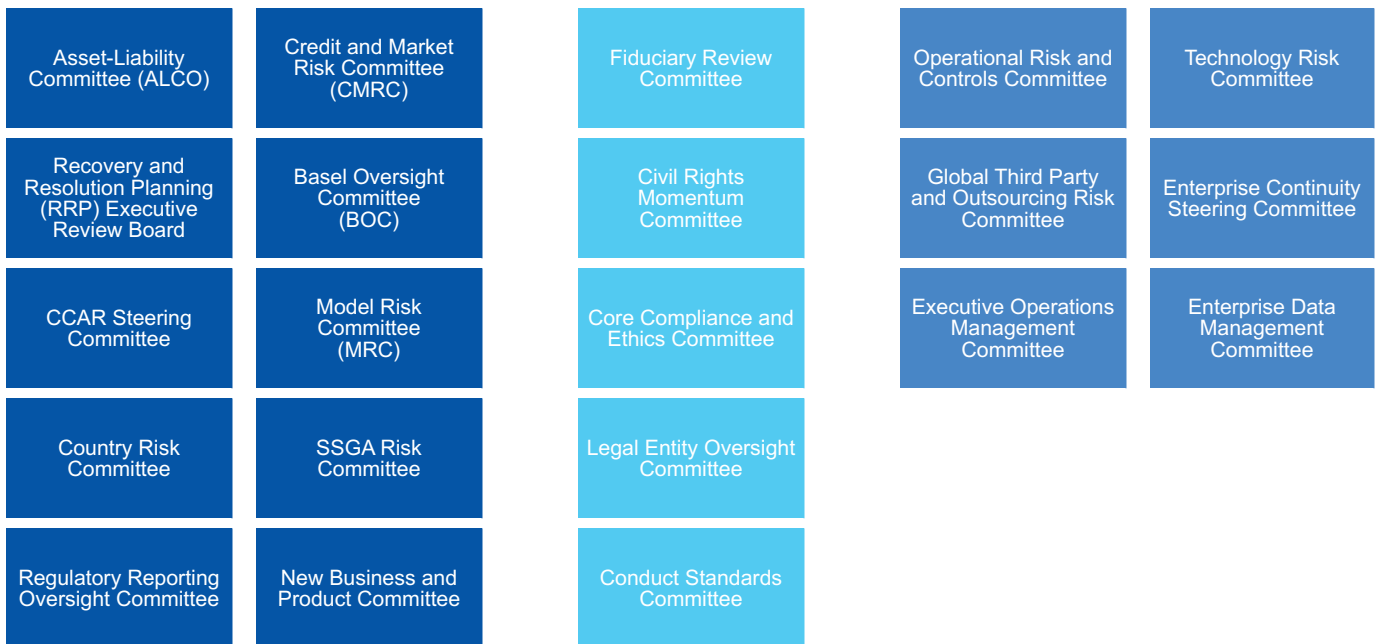 Asset-Liability
Committee (ALCO)
Credit and Market
Risk Committee
(CMRC)
Fiduciary Review
Committee
Operational Risk and
Controls Committee
Technology Risk
Committee
Recovery and
Resolution Planning
(RRP) Executive
Review Board
Basel Oversight
Committee
(BOC)
Civil Rights
Momentum
Committee
Global Third Party
and Outsourcing Risk
Committee
Enterprise Continuity
Steering Committee
CCAR Steering
Committee
Model Risk
Committee
(MRC)
Core Compliance and
Ethics Committee
Executive Operations
Management
Committee
Enterprise Data
Management
Committee
Country Risk
Committee
SSGA Risk
Committee
Legal Entity Oversight
Committee
Regulatory Reporting
Oversight Committee
New Business and
Product Committee
Conduct Standards
Committee